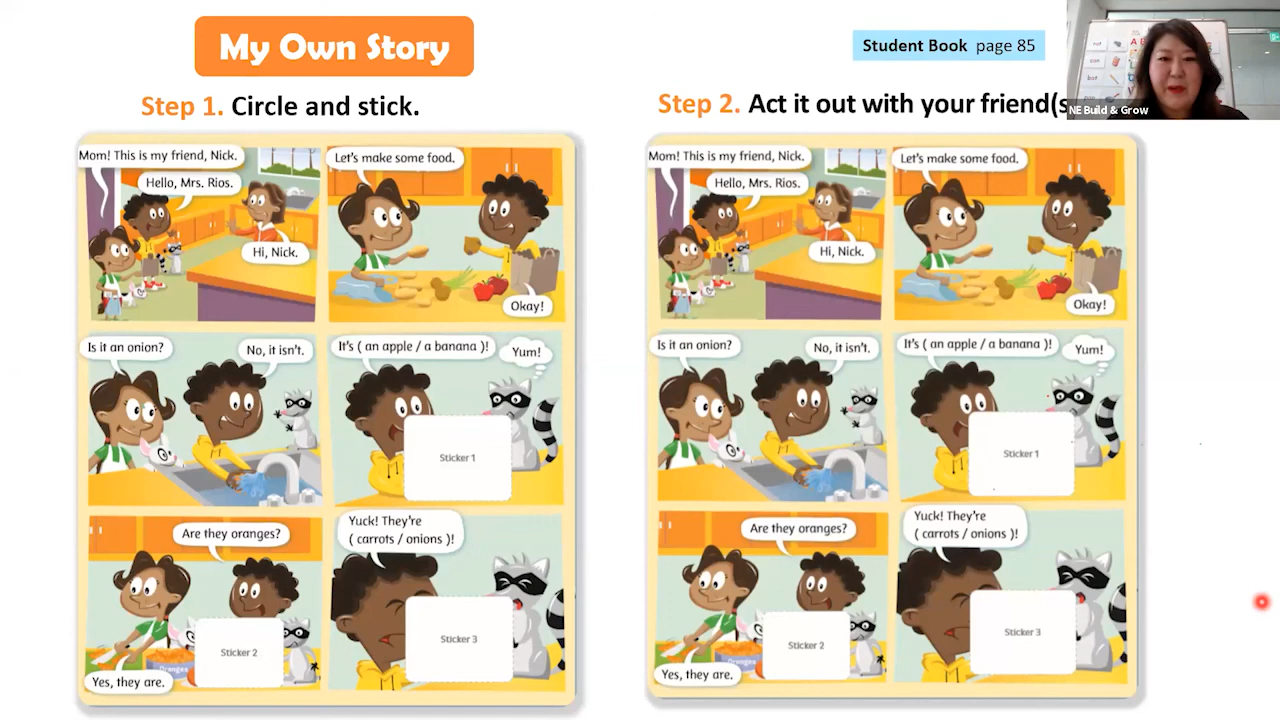 My Own Story
Student Book page 85
NE Build & Grow
Step 1. Circle and stick.
Mom! This is my friend, Nick.
Hello, Mrs. Rios.
Hi, Nick.
Let's make some food.
Okay!
Is it an onion?
No, it isn't.
It's ( an apple / a banana )!
Yum!
Sticker 1
Are they oranges?
Oranges
Sticker 2
Yes, they are.
Yuck! They're
( carrots / onions )!
Sticker 3
Step 2. Act it out with your friend(s
Mom! This is my friend, Nick.
Hello, Mrs. Rios.
Hi, Nick.
Let's make some food.
Okay!
Is it an onion?
No, it isn't.
It's ( an apple / a banana )!
Yum!
Sticker 1
Are they oranges?
Oranges
Sticker 2
Yes, they are.
Yuck! They're
( carrots / onions )!
Sticker 3